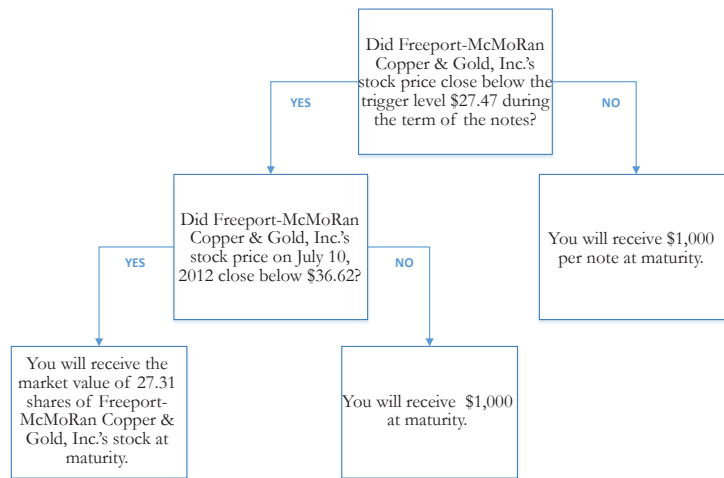 Did Freeport-McMoRan
Copper & Gold, Inc.'s
stock price close below the
trigger level $27.47 during
the term of the notes?
YES
NO
Did Freeport-McMoRan
Copper & Gold, Inc.'s
stock price on July 10,
2012 close below $36.62?
You will receive $1,000
per note at maturity.
YES
NO
You will receive the
market value of 27.31
shares of Freeport-
McMoRan Copper &
Gold, Inc.'s stock at
maturity.
You will receive $1,000
at maturity.